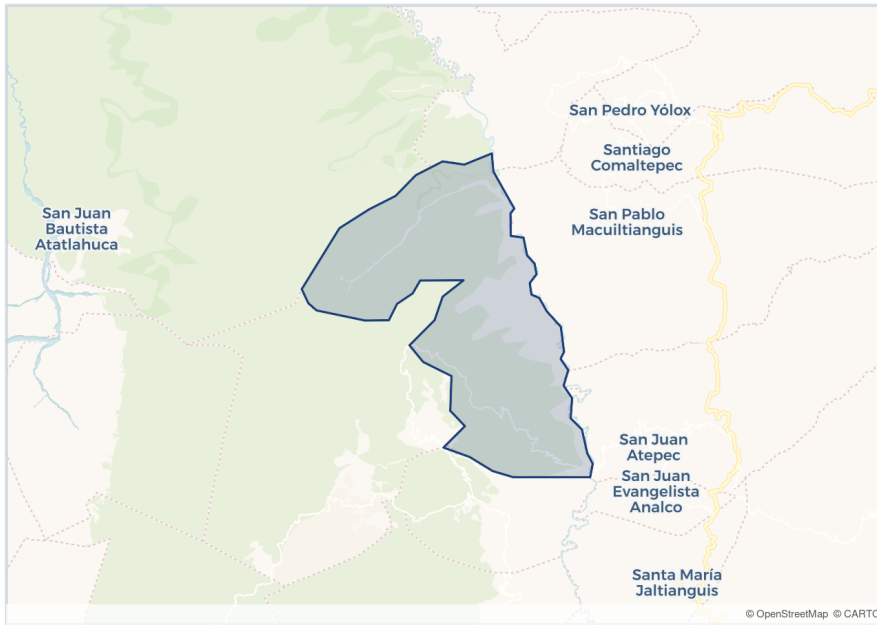 San Pedro Yólox
Santiago
Comaltepec
San Juan
Bautista
Atatlahuca
San Pablo
Macuiltianguis
San Juan
Atepec
San Juan
Evangelista
Analco
Santa María
Jaltianguis
© OpenStreetMap © CARTO